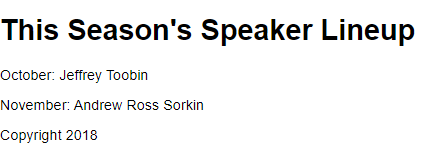 This Season's Speaker Lineup
October: Jeffrey Toobin
November: Andrew Ross Sorkin
Copyright 2018